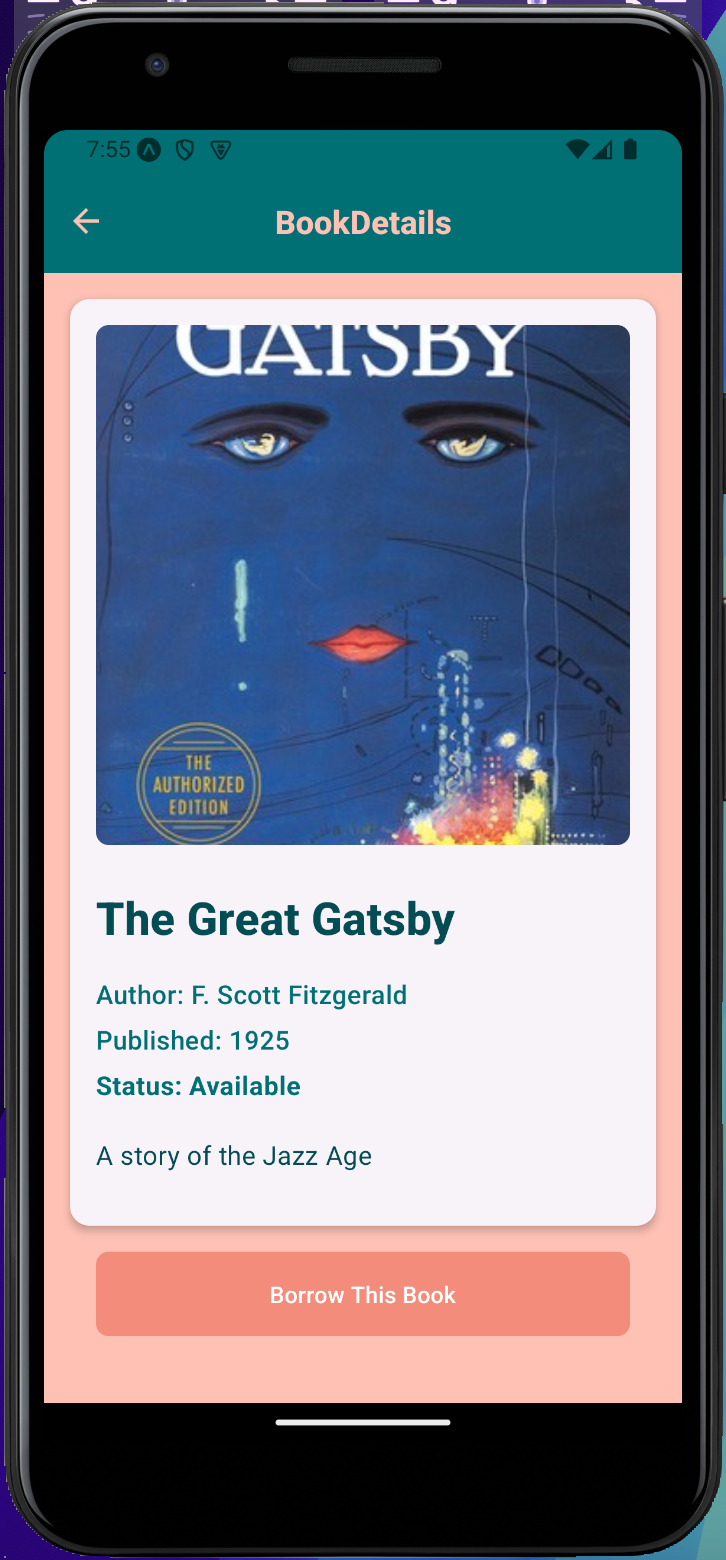 7:55
BookDetails
GATSBY
THE
AUTHORIZED
EDITION
The Great Gatsby
Author: F. Scott Fitzgerald
Published: 1925
Status: Available
A story of the Jazz Age
Borrow This Book